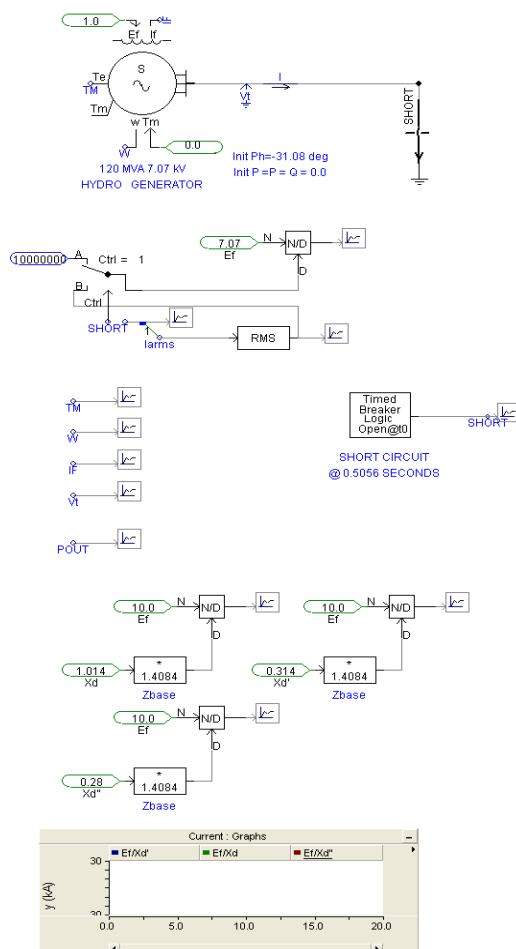 1.0
Ef If IF
S
Te
TM
Tm
w Tm
W
0.0
Vt
I
SHORT
120 MVA 7.07 kV
HYDRO GENERATOR
Init Ph=-31.08 deg
Init P =P = Q = 0.0
7.07 N N/D
Ef
D
10000000 A Ctrl = 1
B
Ctrl
SHORT
Iarms
RMS
TM
W
IF
Vt
POUT
Timed
Breaker
Logic
Open@t0
SHORT
SHORT CIRCUIT
@ 0.5056 SECONDS
10.0 N N/D
Ef
D
1.014 *
Xd 1.4084
Zbase
10.0 N N/D
Ef
D
0.314 *
Xd' 1.4084
Zbase
10.0 N N/D
Ef
D
0.28 *
Xd" 1.4084
Zbase
Current : Graphs
Ef/Xd' Ef/Xd Ef/Xd"
30
y (kA)
30
0.0 5.0 10.0 15.0 20.0